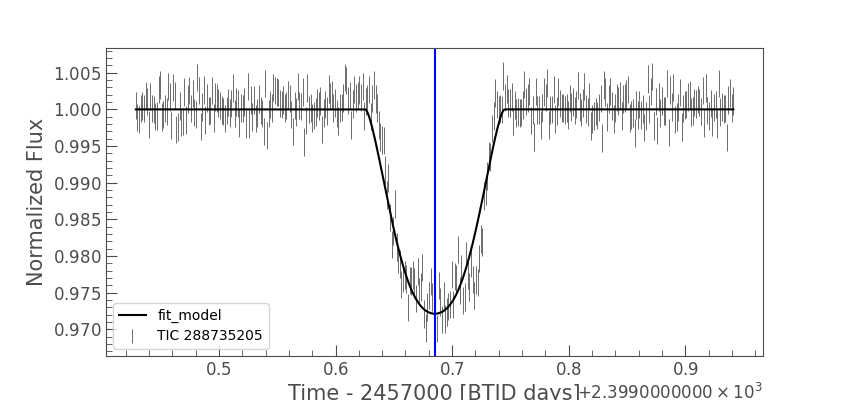 1.005
1.000
0.995
0.990
0.985
0.980
0.975
0.970
Normalized Flux
fit_model
TIC 288735205
0.5 0.6 0.7 0.8 0.9
Time - 2457000 [BTJD days]
+2.3990000000 × 10³